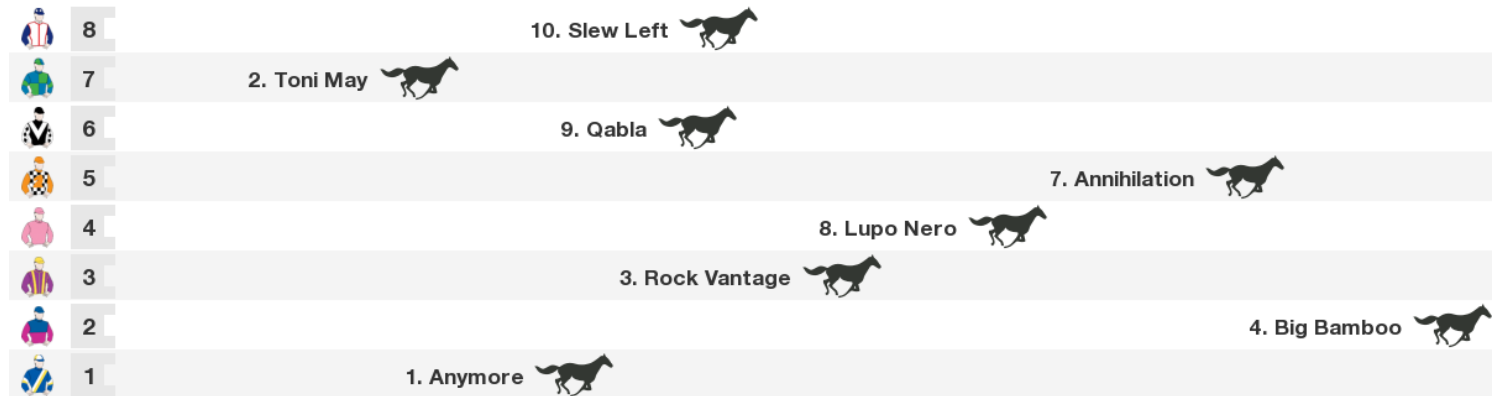 8 10. Slew Left
7 2. Toni May
6 9. Qabla
5 7. Annihilation
4 8. Lupo Nero
3 3. Rock Vantage
2 4. Big Bamboo
1 1. Anymore